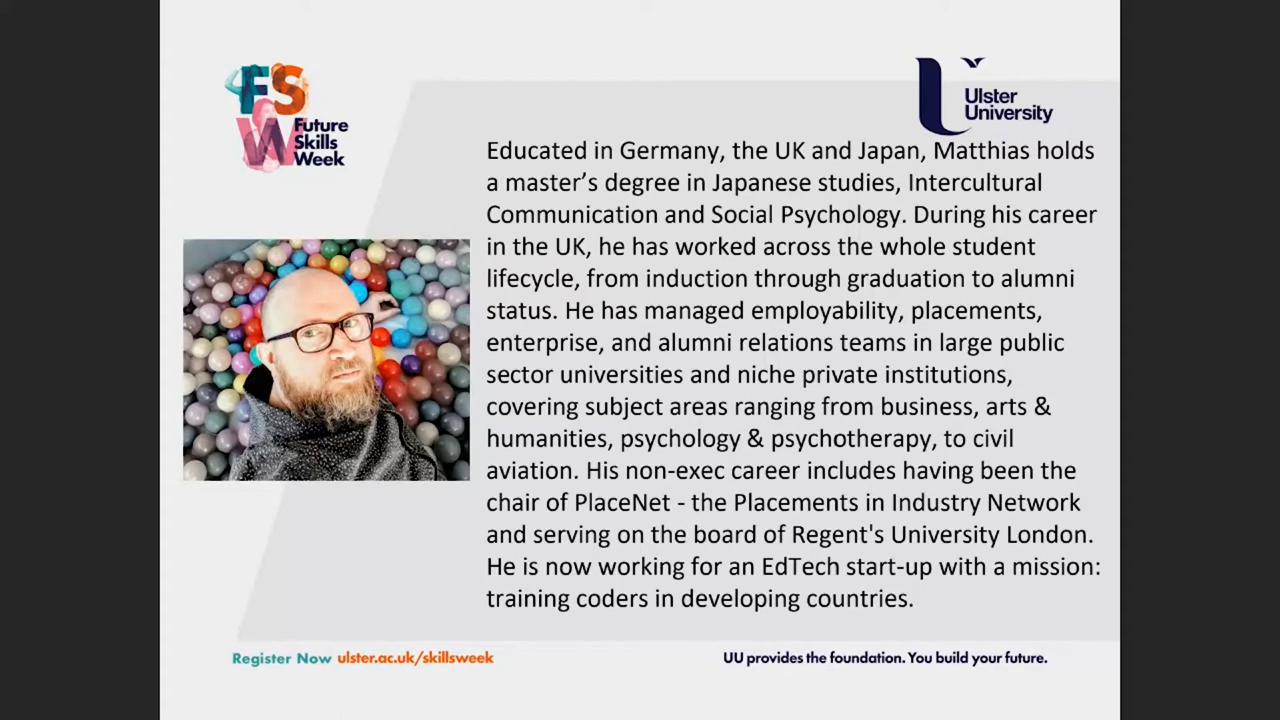 FS
W Future
Skills
Week
Ulster
University
Educated in Germany, the UK and Japan, Matthias holds
a master’s degree in Japanese studies, Intercultural
Communication and Social Psychology. During his career
in the UK, he has worked across the whole student
lifecycle, from induction through graduation to alumni
status. He has managed employability, placements,
enterprise, and alumni relations teams in large public
sector universities and niche private institutions,
covering subject areas ranging from business, arts &
humanities, psychology & psychotherapy, to civil
aviation. His non-exec career includes having been the
chair of PlaceNet - the Placements in Industry Network
and serving on the board of Regent's University London.
He is now working for an EdTech start-up with a mission:
training coders in developing countries.
Register Now ulster.ac.uk/skillsweek
UU provides the foundation. You build your future.